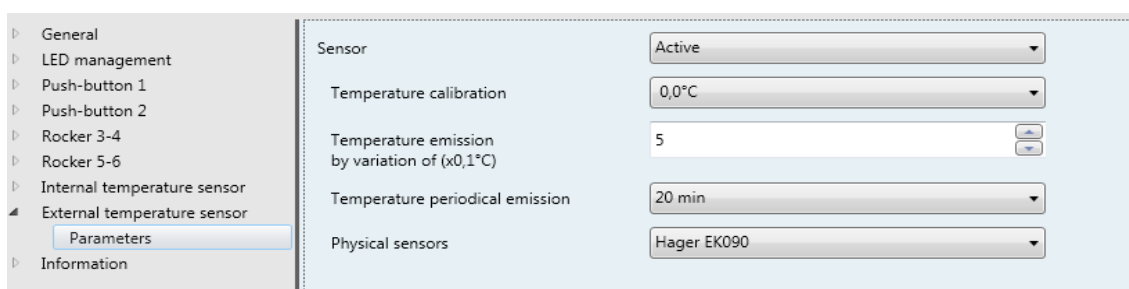 General
LED management
Push-button 1
Push-button 2
Rocker 3-4
Rocker 5-6
Internal temperature sensor
External temperature sensor
Parameters
Information
Sensor Active
Temperature calibration 0,0°C
Temperature emission
by variation of (x0,1°C) 5
Temperature periodical emission 20 min
Physical sensors Hager EK090